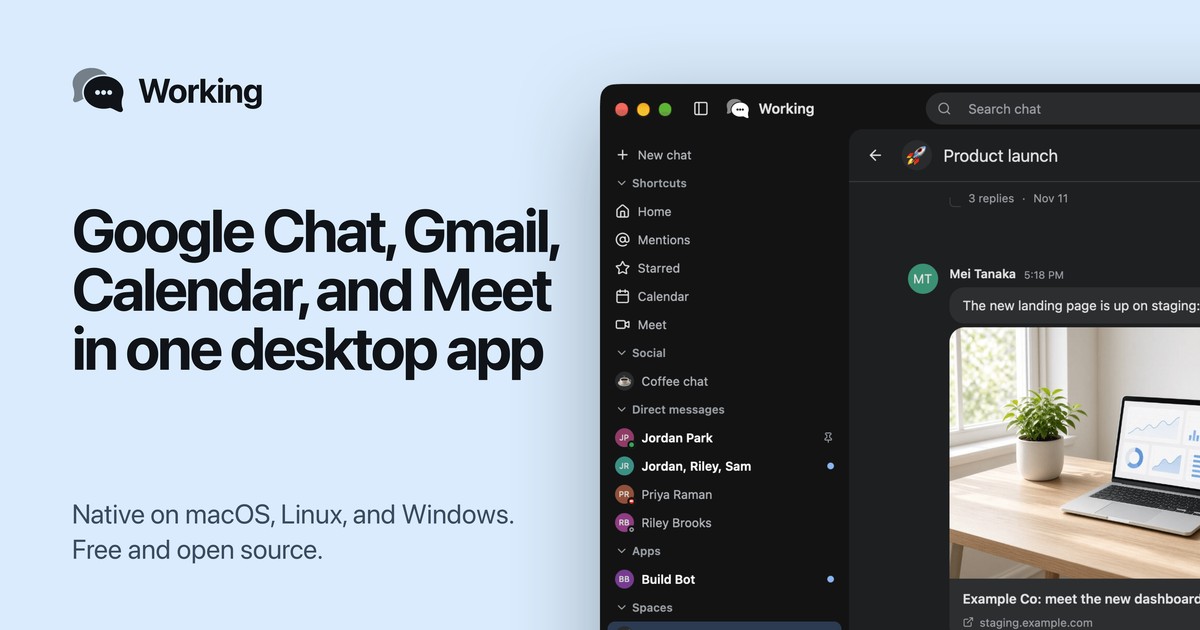 Working
Google Chat, Gmail,
Calendar, and Meet
in one desktop app
Native on macOS, Linux, and Windows.
Free and open source.
Working
Search chat
New chat
Shortcuts
Home
Mentions
Starred
Calendar
Meet
Social
Coffee chat
Direct messages
JP Jordan Park
JR Jordan, Riley, Sam
PR Priya Raman
RB Riley Brooks
Apps
BB Build Bot
Spaces
Product launch
3 replies · Nov 11
MT Mei Tanaka 5:18 PM
The new landing page is up on staging:
Example Co: meet the new dashboard
staging.example.com